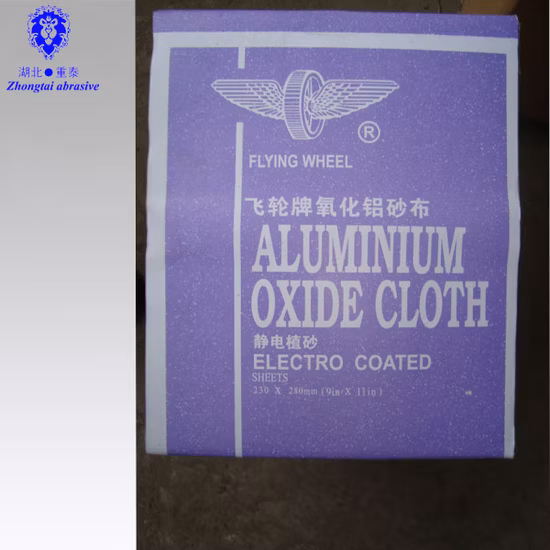 湖北●重泰
Zhongtai abrasive
®
FLYING WHEEL
飞轮牌氧化铝砂布
ALUMINIUM
OXIDE CLOTH
静电植砂
ELECTRO COATED
SHEETS
230 X 280mm (9in X 11in)